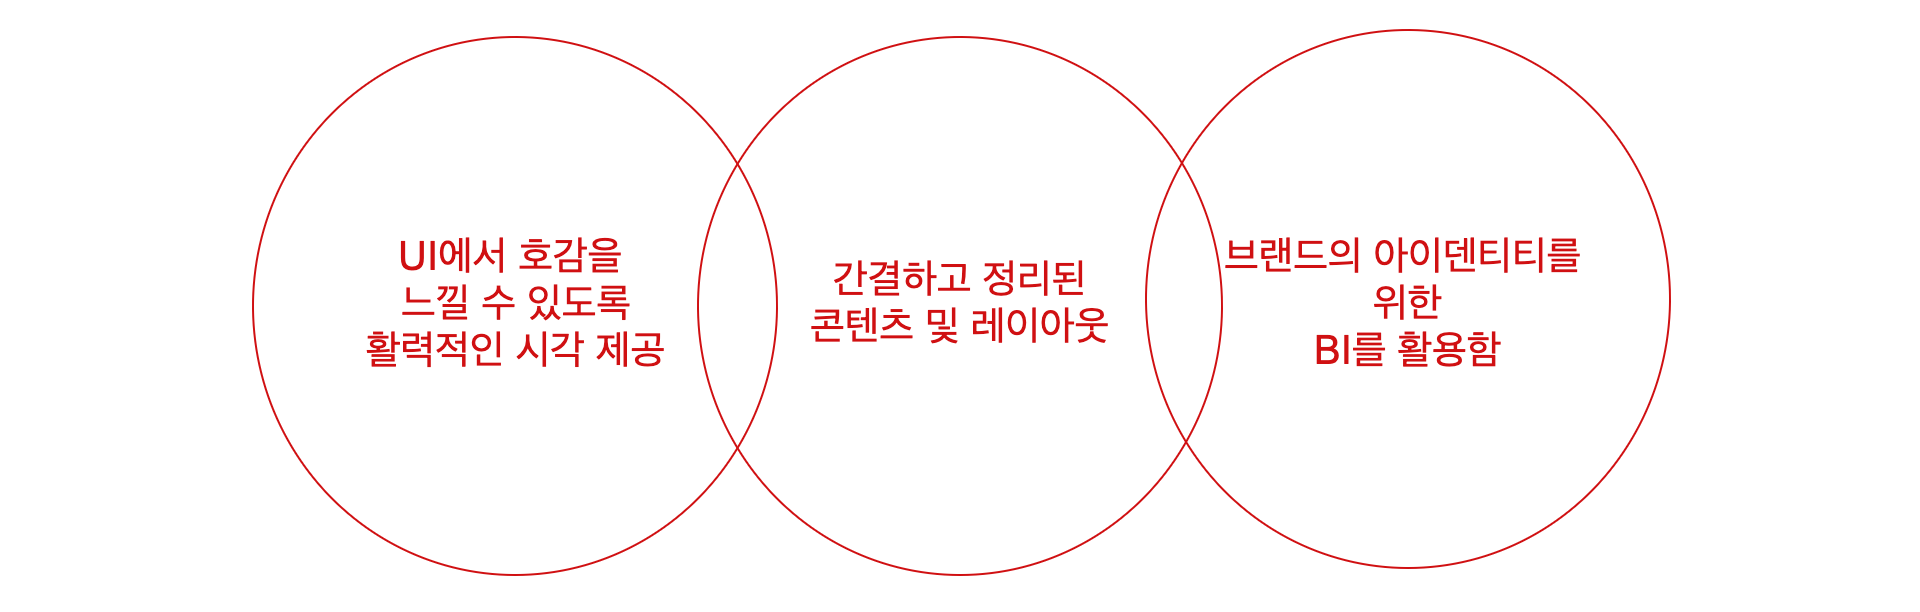 UI에서 호감을
느낄 수 있도록
활력적인 시각 제공
간결하고 정리된
콘텐츠 및 레이아웃
브랜드의 아이덴티티를
위한
BI를 활용함